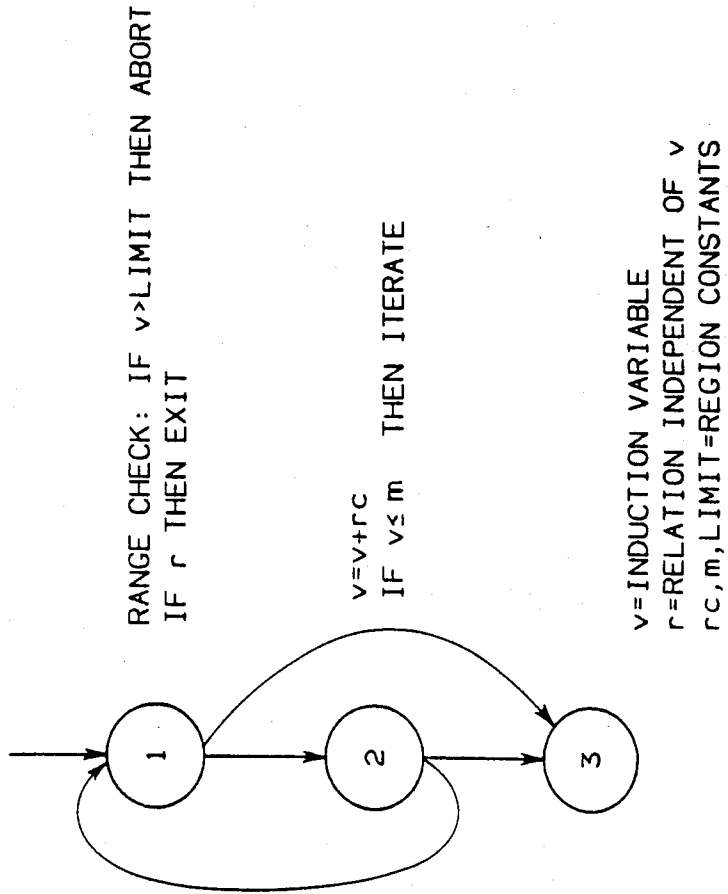 RANGE CHECK: IF v>LIMIT THEN ABORT
IF r THEN EXIT
1
v=v+rc
IF v≤m THEN ITERATE
2
3
v=INDUCTION VARIABLE
r=RELATION INDEPENDENT OF v
rc,m,LIMIT=REGION CONSTANTS